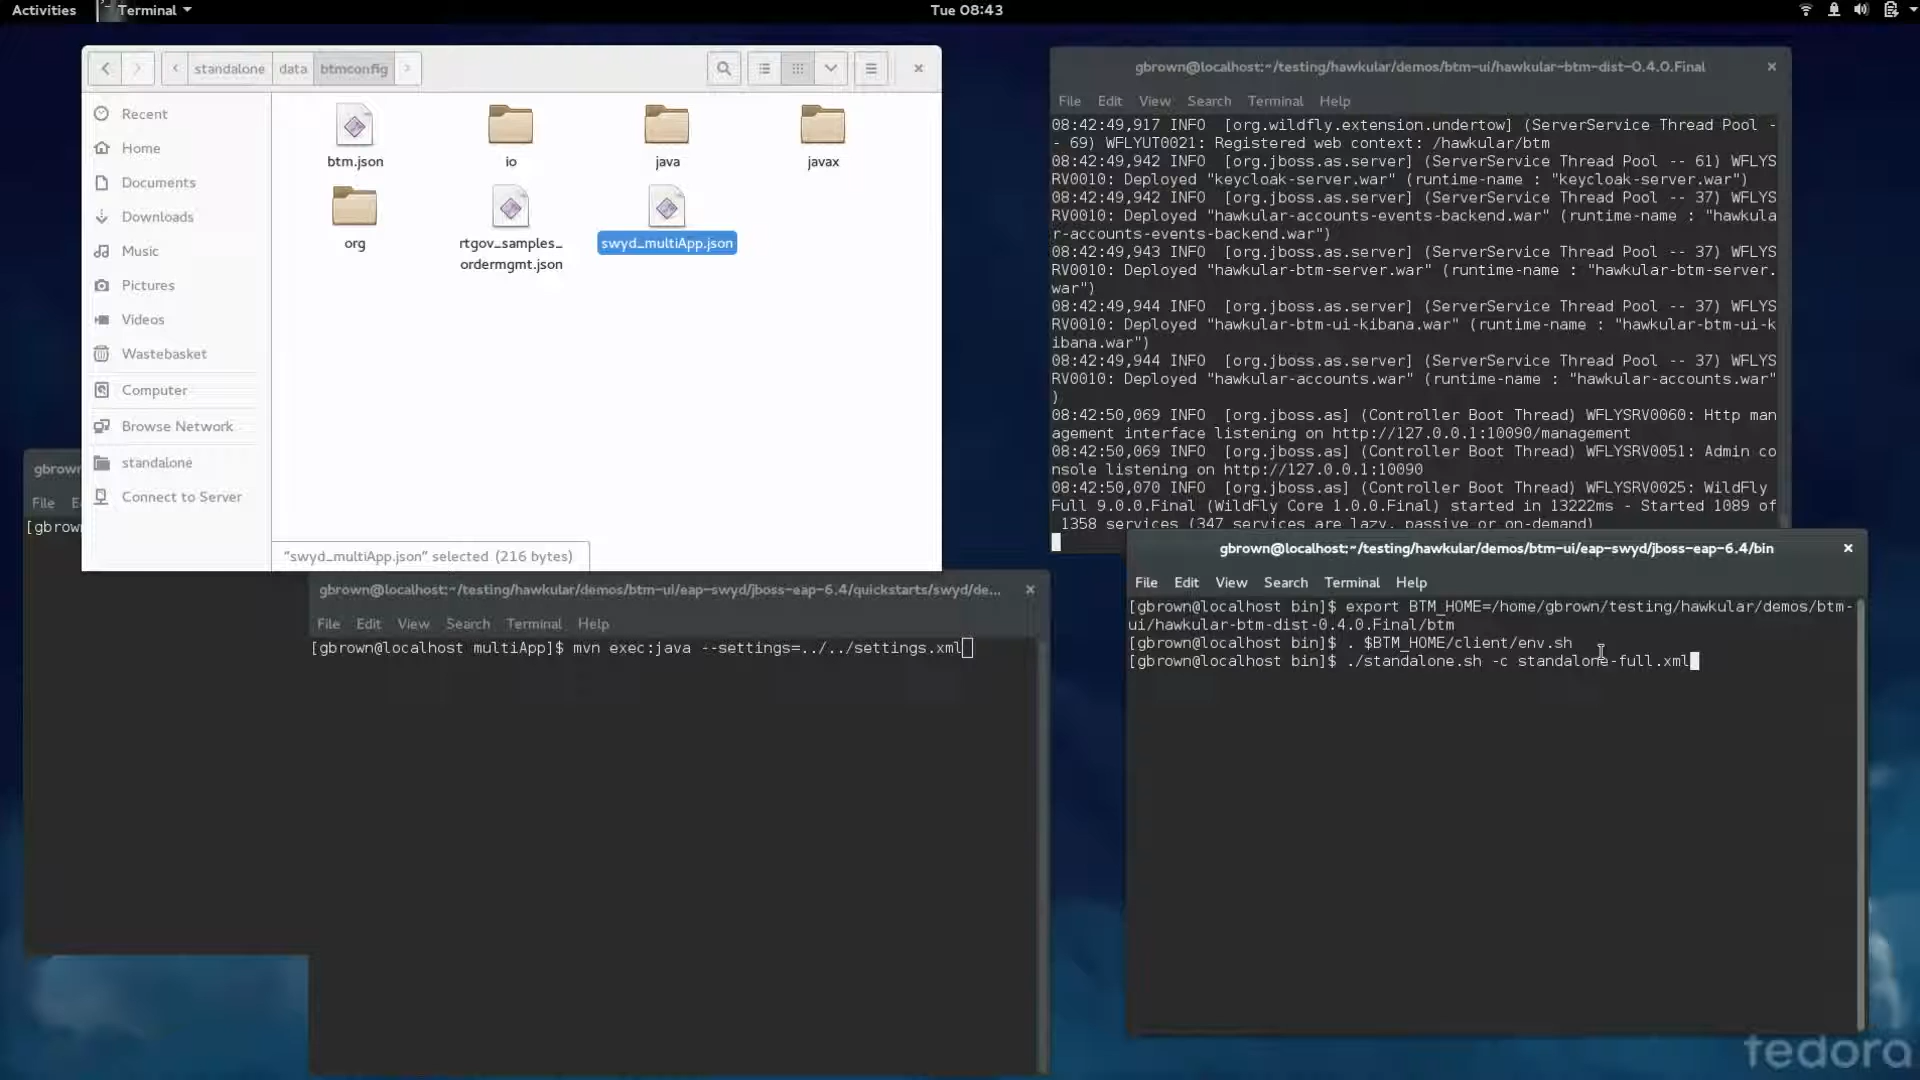 Activities
Terminal
Tue 08:43
standalone
data
btmconfig
Recent
Home
Documents
Downloads
Music
Pictures
Videos
Wastebasket
Computer
Browse Network
standalone
Connect to Server
btm.json
io
java
javax
org
rtgov_samples_
ordermgmt.json
swyd_multiApp.json
"swyd_multiApp.json" selected (216 bytes)
gbrown@localhost:~/testing/hawkular/demos/btm-ui/hawkular-btm-dist-0.4.0.Final
File Edit View Search Terminal Help
08:42:49,917 INFO  [org.wildfly.extension.undertow] (ServerService Thread Pool -
- 69) WFLYUT0021: Registered web context: /hawkular/btm
08:42:49,942 INFO  [org.jboss.as.server] (ServerService Thread Pool -- 61) WFLYS
RV0010: Deployed "keycloak-server.war" (runtime-name : "keycloak-server.war")
08:42:49,942 INFO  [org.jboss.as.server] (ServerService Thread Pool -- 37) WFLYS
RV0010: Deployed "hawkular-accounts-events-backend.war" (runtime-name : "hawkula
r-accounts-events-backend.war")
08:42:49,943 INFO  [org.jboss.as.server] (ServerService Thread Pool -- 37) WFLYS
RV0010: Deployed "hawkular-btm-server.war" (runtime-name : "hawkular-btm-server.
war")
08:42:49,944 INFO  [org.jboss.as.server] (ServerService Thread Pool -- 37) WFLYS
RV0010: Deployed "hawkular-btm-ui-kibana.war" (runtime-name : "hawkular-btm-ui-k
ibana.war")
08:42:49,944 INFO  [org.jboss.as.server] (ServerService Thread Pool -- 37) WFLYS
RV0010: Deployed "hawkular-accounts.war" (runtime-name : "hawkular-accounts.war"
)
08:42:50,069 INFO  [org.jboss.as] (Controller Boot Thread) WFLYSRV0060: Http man
agement interface listening on http://127.0.0.1:10090/management
08:42:50,069 INFO  [org.jboss.as] (Controller Boot Thread) WFLYSRV0051: Admin co
nsole listening on http://127.0.0.1:10090
08:42:50,070 INFO  [org.jboss.as] (Controller Boot Thread) WFLYSRV0025: WildFly
Full 9.0.0.Final (WildFly Core 1.0.0.Final) started in 13222ms - Started 1089 of
1358 services (347 services are lazy, passive or on-demand)
gbrown
File
[gbrown
gbrown@localhost:~/testing/hawkular/demos/btm-ui/eap-swyd/jboss-eap-6.4/quickstarts/swyd/de...
File Edit View Search Terminal Help
[gbrown@localhost multiApp]$ mvn exec:java --settings=../../settings.xml
gbrown@localhost:~/testing/hawkular/demos/btm-ui/eap-swyd/jboss-eap-6.4/bin
File Edit View Search Terminal Help
[gbrown@localhost bin]$ export BTM_HOME=/home/gbrown/testing/hawkular/demos/btm-
ui/hawkular-btm-dist-0.4.0.Final/btm
[gbrown@localhost bin]$ . $BTM_HOME/client/env.sh
[gbrown@localhost bin]$ ./standalone.sh -c standalone-full.xml
fedora